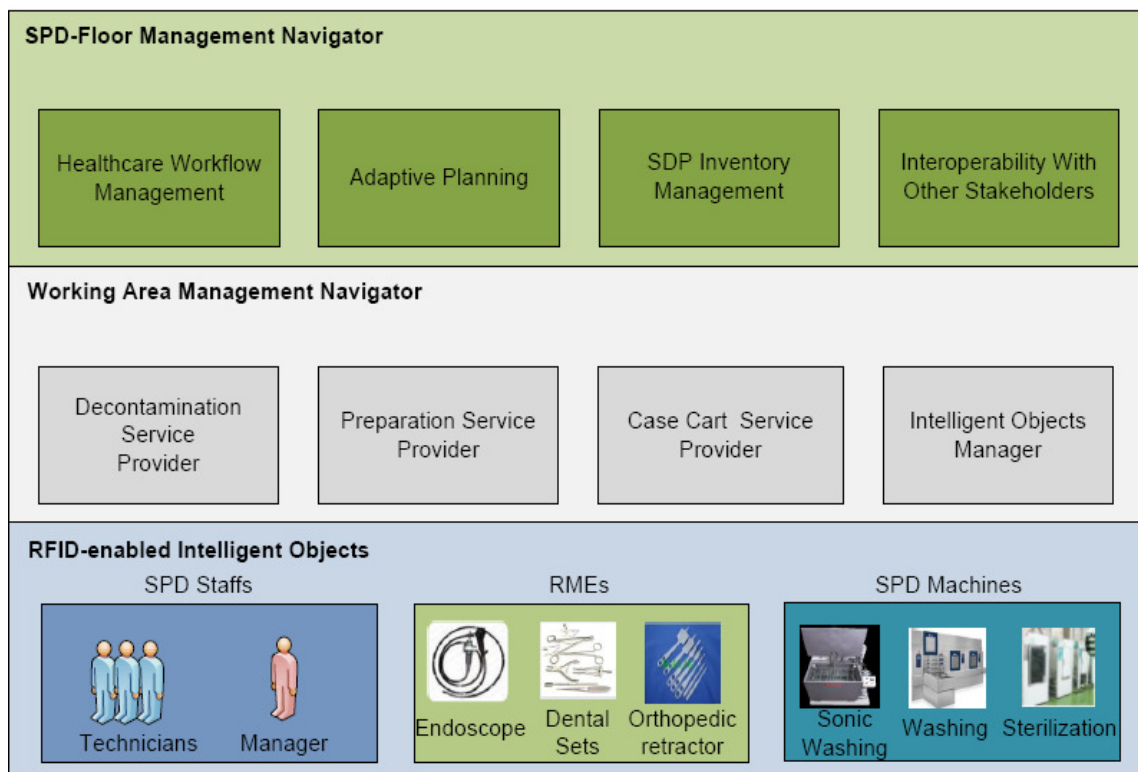 SPD-Floor Management Navigator
Healthcare Workflow
Management
Adaptive Planning
SDP Inventory
Management
Interoperability With
Other Stakeholders
Working Area Management Navigator
Decontamination
Service
Provider
Preparation Service
Provider
Case Cart  Service
Provider
Intelligent Objects
Manager
RFID-enabled Intelligent Objects
SPD Staffs
RMEs
SPD Machines
Technicians
Manager
Endoscope
Dental
Sets
Orthopedic
retractor
Sonic
Washing
Washing
Sterilization